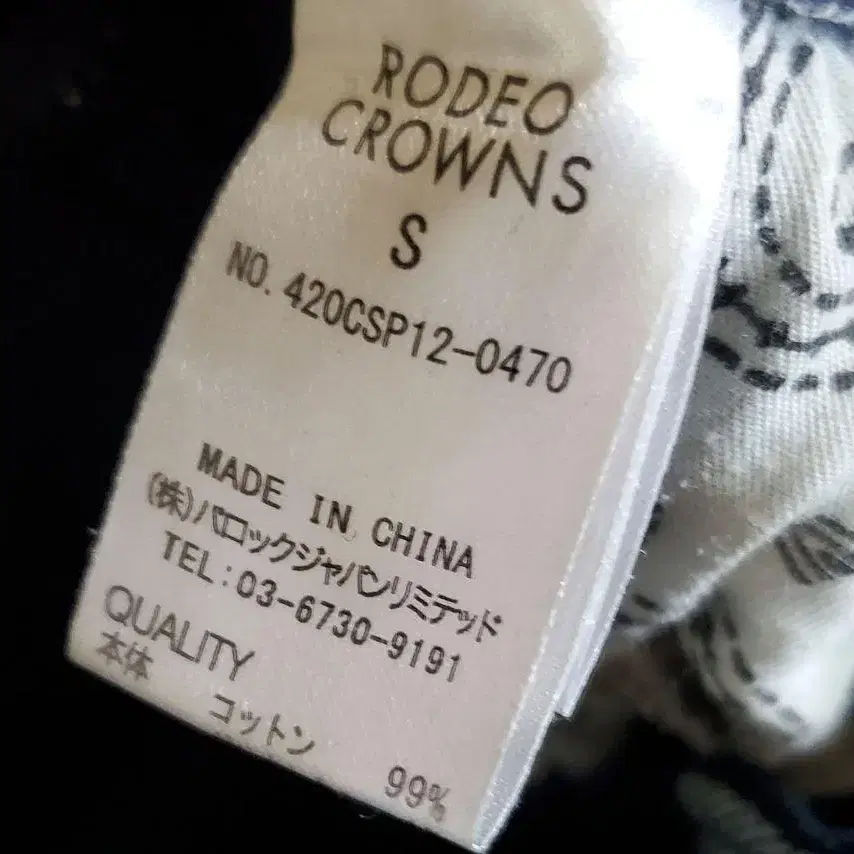 RODEO
CROWNS
S
NO. 420CSP12-0470
MADE IN CHINA
(株)バロックジャパンリミテッド
TEL:03-6730-9191
QUALITY
本体
コットン
99%